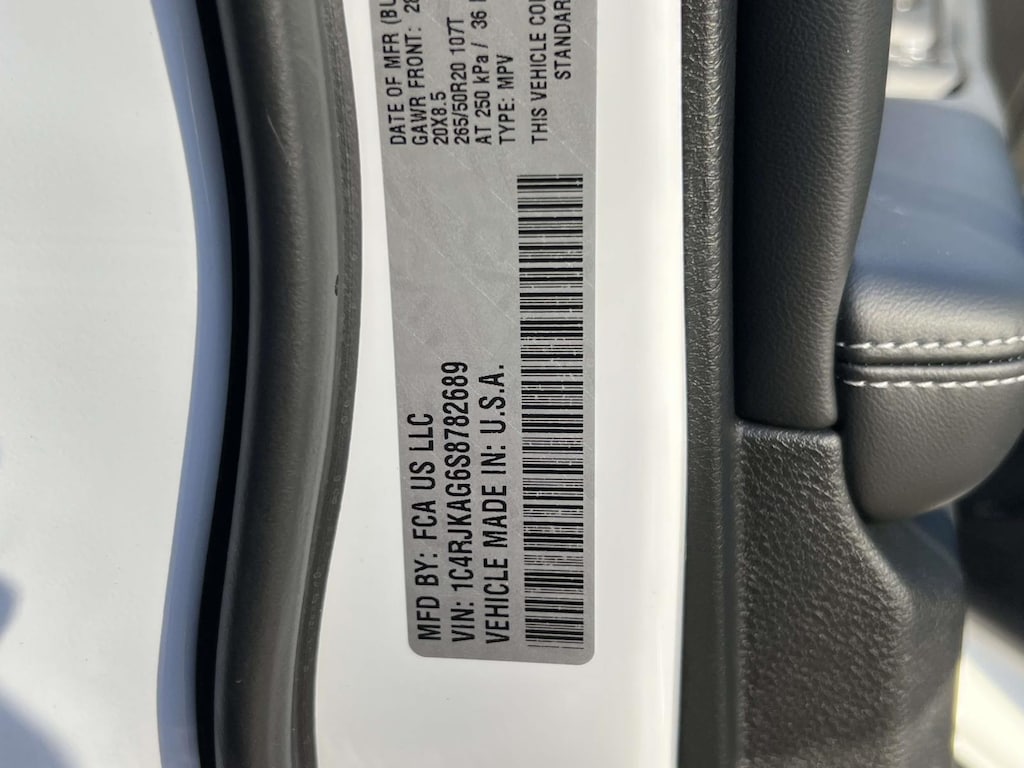 MFD BY: FCA US LLC
VIN: 1C4RJKAG6S8782689
VEHICLE MADE IN: U.S.A.
DATE OF MFR
GAWR FRONT:
20X8.5
265/50R20 107T
AT 250 kPa / 36
TYPE: MPV
THIS VEHICLE
STANDAR